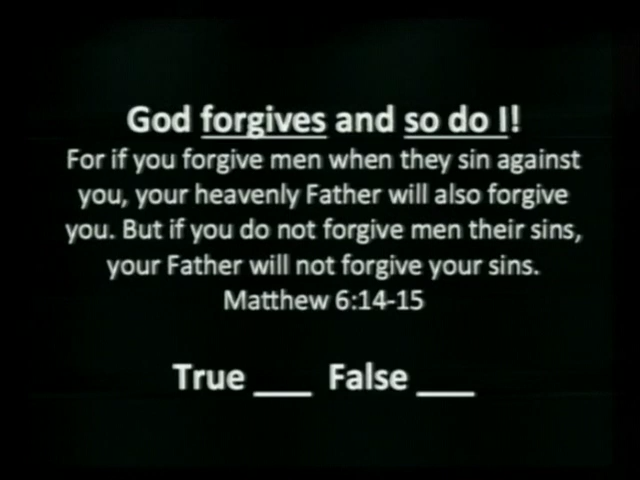 God forgives and so do I!
For if you forgive men when they sin against
you, your heavenly Father will also forgive
you. But if you do not forgive men their sins,
your Father will not forgive your sins.
Matthew 6:14-15
True ___ False ___